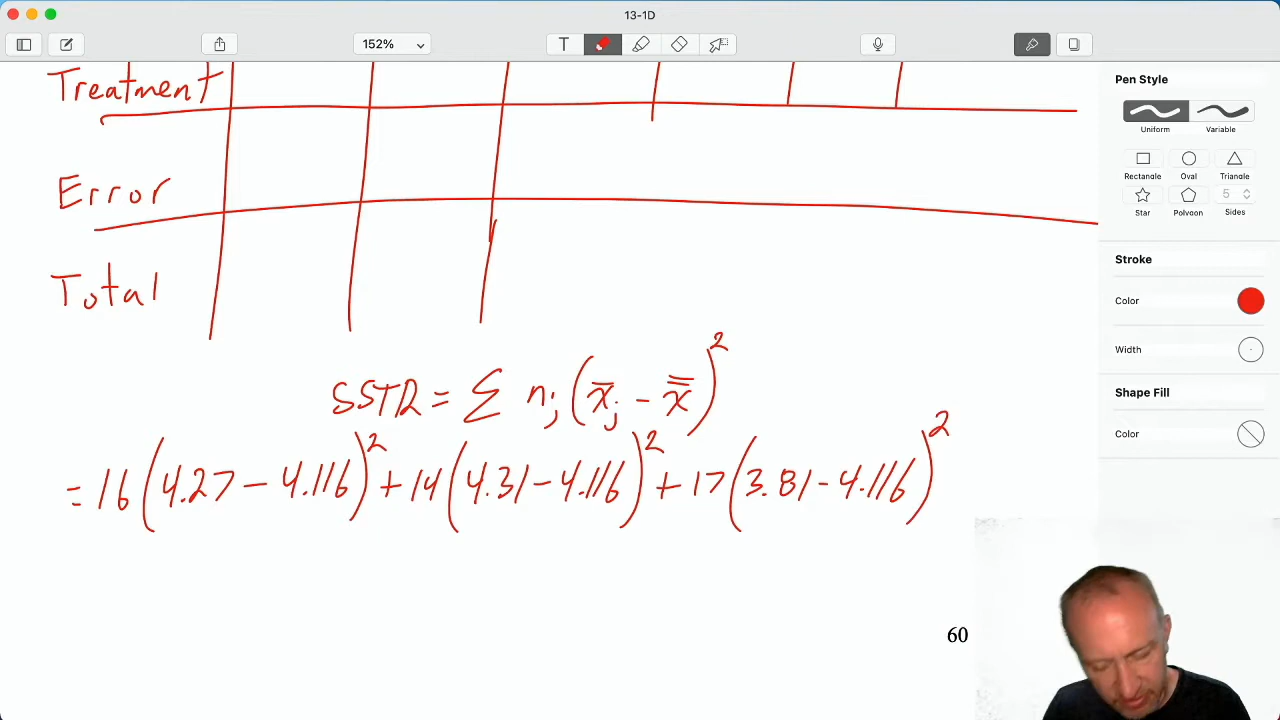 13-1D
152%
T
Treatment
Error
Total
SSTR = Σ nj (x̄j - x̿)²
= 16(4.27 - 4.116)² + 14(4.31 - 4.116)² + 17(3.81 - 4.116)²
60
Pen Style
Uniform Variable
Rectangle Oval Triangle
5
Star Polygon Sides
Stroke
Color
Width
Shape Fill
Color